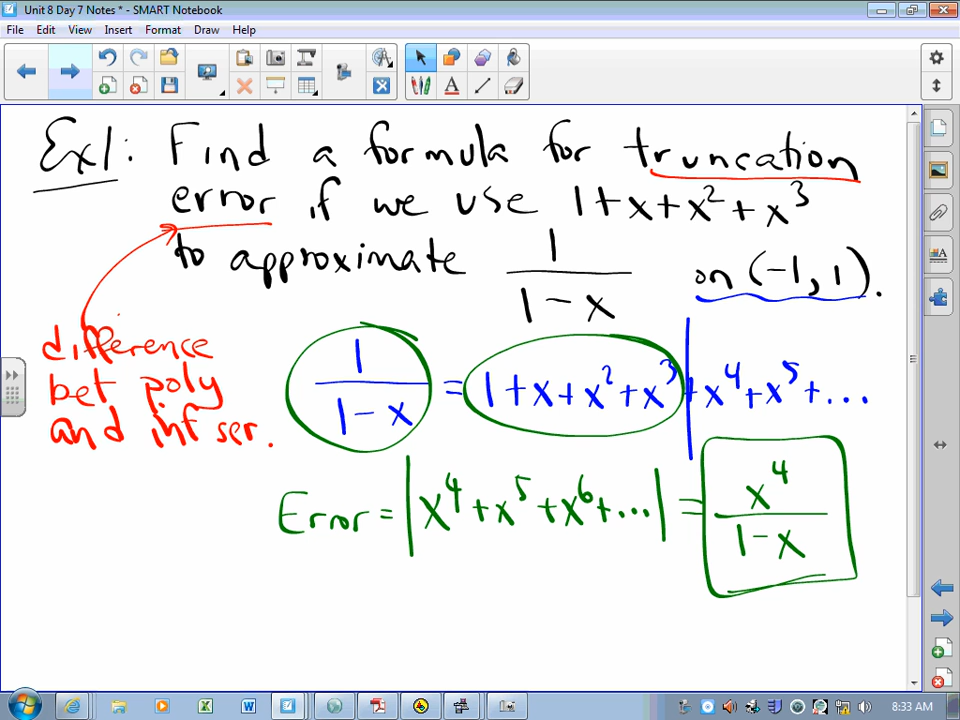 Unit 8 Day 7 Notes * - SMART Notebook
File Edit View Insert Format Draw Help
Ex1: Find a formula for truncation
error if we use 1+x+x²+x³
to approximate 1/(1-x) on (-1, 1).
difference
bet poly
and inf ser.
1/(1-x) = 1+x+x²+x³ | +x⁴+x⁵+...
Error = |x⁴+x⁵+x⁶+...| = x⁴/(1-x)
8:33 AM